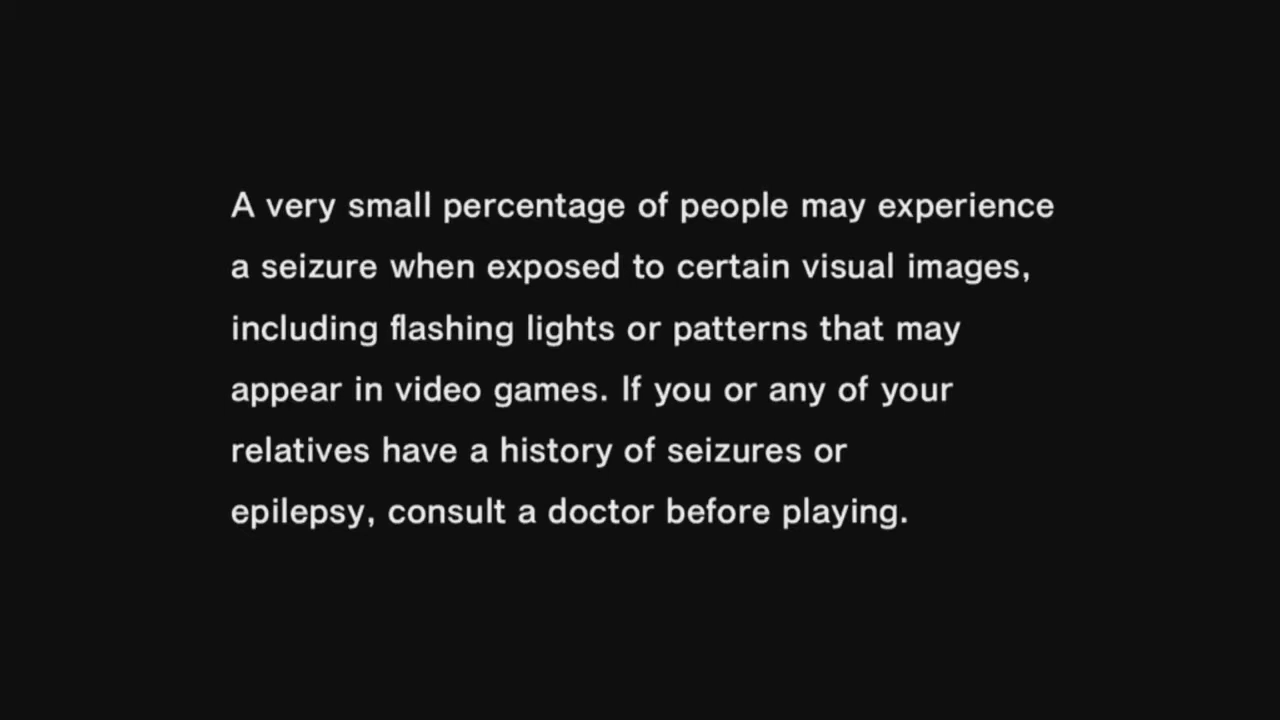 A very small percentage of people may experience
a seizure when exposed to certain visual images,
including flashing lights or patterns that may
appear in video games. If you or any of your
relatives have a history of seizures or
epilepsy, consult a doctor before playing.